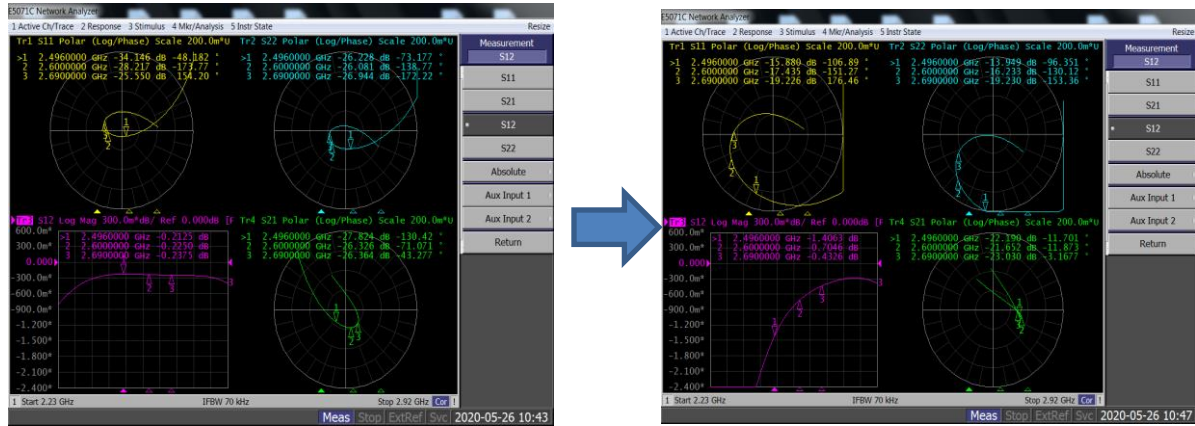 E5071C Network Analyzer
1 Active Ch/Trace 2 Response 3 Stimulus 4 Mkr/Analysis 5 Instr State
Resize
Tr1 S11 Polar (Log/Phase) Scale 200.0m*U
>1 2.4960000 GHz -34.146 dB -48.182 °
2 2.6000000 GHz -28.217 dB -173.77 °
3 2.6900000 GHz -25.550 dB 154.20 °
Tr2 S22 Polar (Log/Phase) Scale 200.0m*U
>1 2.4960000 GHz -26.228 dB -73.177 °
2 2.6000000 GHz -26.081 dB -138.77 °
3 2.6900000 GHz -26.944 dB -172.22 °
Tr3 S12 Log Mag 300.0m*dB/ Ref 0.000dB [F
>1 2.4960000 GHz -0.2125 dB
2 2.6000000 GHz -0.2250 dB
3 2.6900000 GHz -0.2375 dB
600.0m*
300.0m*
0.000
-300.0m*
-600.0m*
-900.0m*
-1.200*
-1.500*
-1.800*
-2.100*
-2.400*
Tr4 S21 Polar (Log/Phase) Scale 200.0m*U
>1 2.4960000 GHz -27.824 dB -130.42 °
2 2.6000000 GHz -26.326 dB -71.071 °
3 2.6900000 GHz -26.364 dB -43.277 °
Measurement
S12
S11
S21
S12
S22
Absolute
Aux Input 1
Aux Input 2
Return
1 Start 2.23 GHz IFBW 70 kHz Stop 2.92 GHz Cor !
Meas Stop ExtRef Svc 2020-05-26 10:43
E5071C Network Analyzer
1 Active Ch/Trace 2 Response 3 Stimulus 4 Mkr/Analysis 5 Instr State
Resize
Tr1 S11 Polar (Log/Phase) Scale 200.0m*U
>1 2.4960000 GHz -15.880 dB -106.89 °
2 2.6000000 GHz -17.435 dB -151.27 °
3 2.6900000 GHz -19.226 dB 176.46 °
Tr2 S22 Polar (Log/Phase) Scale 200.0m*U
>1 2.4960000 GHz -13.949 dB -96.351 °
2 2.6000000 GHz -16.233 dB -130.12 °
3 2.6900000 GHz -19.230 dB -153.36 °
Tr3 S12 Log Mag 300.0m*dB/ Ref 0.000dB [F
>1 2.4960000 GHz -1.4063 dB
2 2.6000000 GHz -0.7046 dB
3 2.6900000 GHz -0.4326 dB
600.0m*
300.0m*
0.000
-300.0m*
-600.0m*
-900.0m*
-1.200*
-1.500*
-1.800*
-2.100*
-2.400*
Tr4 S21 Polar (Log/Phase) Scale 200.0m*U
>1 2.4960000 GHz -22.190 dB -11.701 °
2 2.6000000 GHz -21.652 dB -11.873 °
3 2.6900000 GHz -23.030 dB -3.1677 °
Measurement
S12
S11
S21
S12
S22
Absolute
Aux Input 1
Aux Input 2
Return
1 Start 2.23 GHz IFBW 70 kHz Stop 2.92 GHz Cor !
Meas Stop ExtRef Svc 2020-05-26 10:47